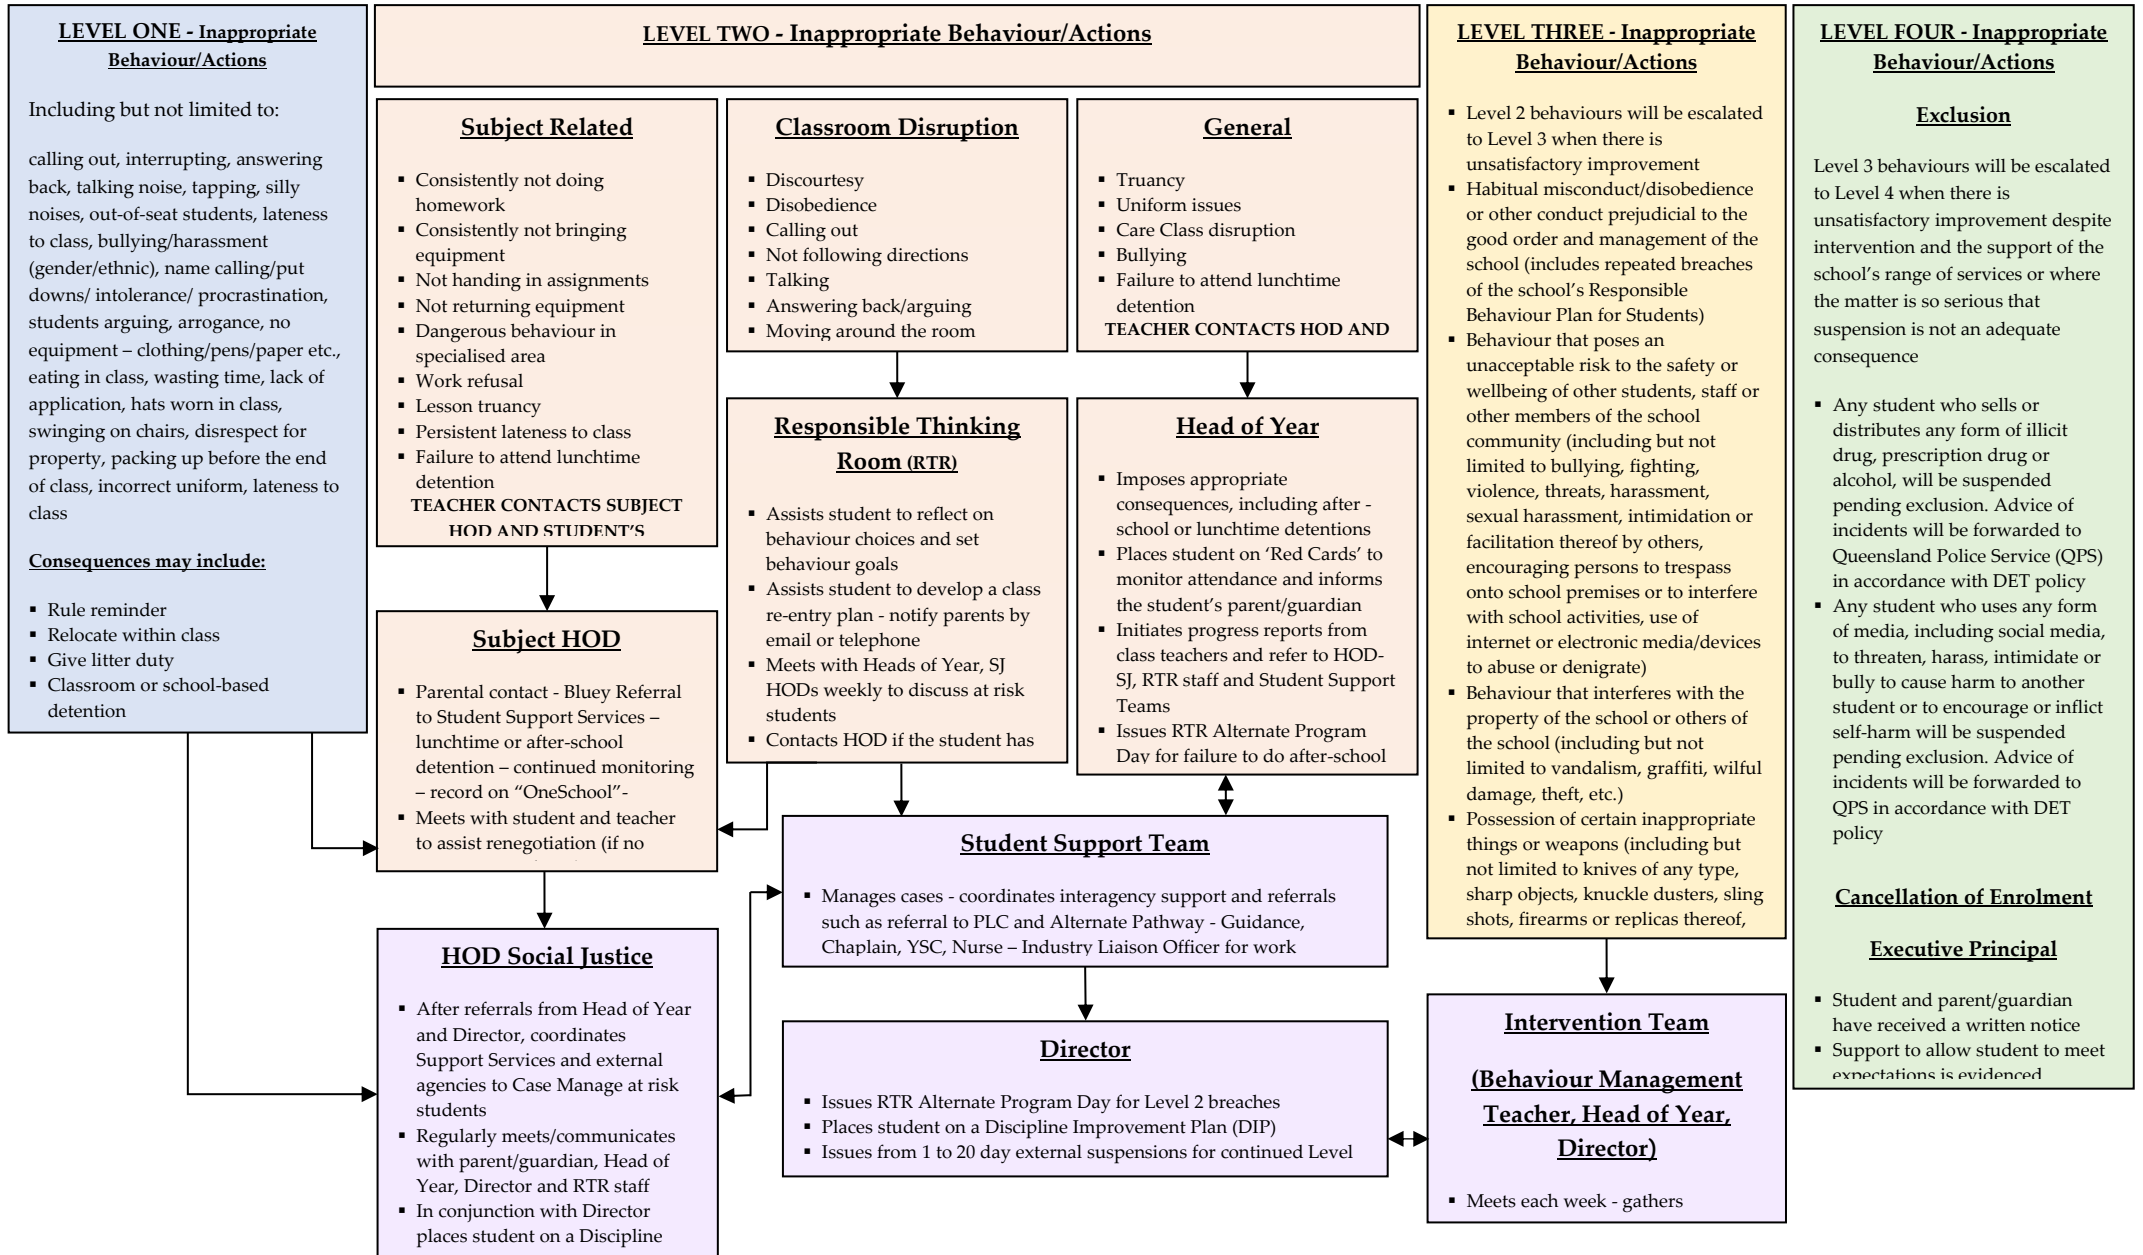 LEVEL ONE - Inappropriate
Behaviour/Actions
Including but not limited to:
calling out, interrupting, answering
back, talking noise, tapping, silly
noises, out-of-seat students, lateness
to class, bullying/harassment
(gender/ethnic), name calling/put
downs/ intolerance/ procrastination,
students arguing, arrogance, no
equipment – clothing/pens/paper etc.,
eating in class, wasting time, lack of
application, hats worn in class,
swinging on chairs, disrespect for
property, packing up before the end
of class, incorrect uniform, lateness to
class
Consequences may include:
▪ Rule reminder
▪ Relocate within class
▪ Give litter duty
▪ Classroom or school-based
detention
LEVEL TWO - Inappropriate Behaviour/Actions
Subject Related
▪ Consistently not doing
homework
▪ Consistently not bringing
equipment
▪ Not handing in assignments
▪ Not returning equipment
▪ Dangerous behaviour in
specialised area
▪ Work refusal
▪ Lesson truancy
▪ Persistent lateness to class
▪ Failure to attend lunchtime
detention
TEACHER CONTACTS SUBJECT
HOD AND STUDENT’S
Subject HOD
▪ Parental contact - Bluey Referral
to Student Support Services –
lunchtime or after-school
detention – continued monitoring
– record on “OneSchool”-
▪ Meets with student and teacher
to assist renegotiation (if no
HOD Social Justice
▪ After referrals from Head of Year
and Director, coordinates
Support Services and external
agencies to Case Manage at risk
students
▪ Regularly meets/communicates
with parent/guardian, Head of
Year, Director and RTR staff
▪ In conjunction with Director
places student on a Discipline
Classroom Disruption
▪ Discourtesy
▪ Disobedience
▪ Calling out
▪ Not following directions
▪ Talking
▪ Answering back/arguing
▪ Moving around the room
Responsible Thinking
Room (RTR)
▪ Assists student to reflect on
behaviour choices and set
behaviour goals
▪ Assists student to develop a class
re-entry plan - notify parents by
email or telephone
▪ Meets with Heads of Year, SJ
HODs weekly to discuss at risk
students
▪ Contacts HOD if the student has
General
▪ Truancy
▪ Uniform issues
▪ Care Class disruption
▪ Bullying
▪ Failure to attend lunchtime
detention
TEACHER CONTACTS HOD AND
Head of Year
▪ Imposes appropriate
consequences, including after -
school or lunchtime detentions
▪ Places student on ‘Red Cards’ to
monitor attendance and informs
the student’s parent/guardian
▪ Initiates progress reports from
class teachers and refer to HOD-
SJ, RTR staff and Student Support
Teams
▪ Issues RTR Alternate Program
Day for failure to do after-school
Student Support Team
▪ Manages cases - coordinates interagency support and referrals
such as referral to PLC and Alternate Pathway - Guidance,
Chaplain, YSC, Nurse – Industry Liaison Officer for work
Director
▪ Issues RTR Alternate Program Day for Level 2 breaches
▪ Places student on a Discipline Improvement Plan (DIP)
▪ Issues from 1 to 20 day external suspensions for continued Level
LEVEL THREE - Inappropriate
Behaviour/Actions
▪ Level 2 behaviours will be escalated
to Level 3 when there is
unsatisfactory improvement
▪ Habitual misconduct/disobedience
or other conduct prejudicial to the
good order and management of the
school (includes repeated breaches
of the school’s Responsible
Behaviour Plan for Students)
▪ Behaviour that poses an
unacceptable risk to the safety or
wellbeing of other students, staff or
other members of the school
community (including but not
limited to bullying, fighting,
violence, threats, harassment,
sexual harassment, intimidation or
facilitation thereof by others,
encouraging persons to trespass
onto school premises or to interfere
with school activities, use of
internet or electronic media/devices
to abuse or denigrate)
▪ Behaviour that interferes with the
property of the school or others of
the school (including but not
limited to vandalism, graffiti, wilful
damage, theft, etc.)
▪ Possession of certain inappropriate
things or weapons (including but
not limited to knives of any type,
sharp objects, knuckle dusters, sling
shots, firearms or replicas thereof,
Intervention Team
(Behaviour Management
Teacher, Head of Year,
Director)
▪ Meets each week - gathers
LEVEL FOUR - Inappropriate
Behaviour/Actions
Exclusion
Level 3 behaviours will be escalated
to Level 4 when there is
unsatisfactory improvement despite
intervention and the support of the
school’s range of services or where
the matter is so serious that
suspension is not an adequate
consequence
▪ Any student who sells or
distributes any form of illicit
drug, prescription drug or
alcohol, will be suspended
pending exclusion. Advice of
incidents will be forwarded to
Queensland Police Service (QPS)
in accordance with DET policy
▪ Any student who uses any form
of media, including social media,
to threaten, harass, intimidate or
bully to cause harm to another
student or to encourage or inflict
self-harm will be suspended
pending exclusion. Advice of
incidents will be forwarded to
QPS in accordance with DET
policy
Cancellation of Enrolment
Executive Principal
▪ Student and parent/guardian
have received a written notice
▪ Support to allow student to meet
expectations is evidenced